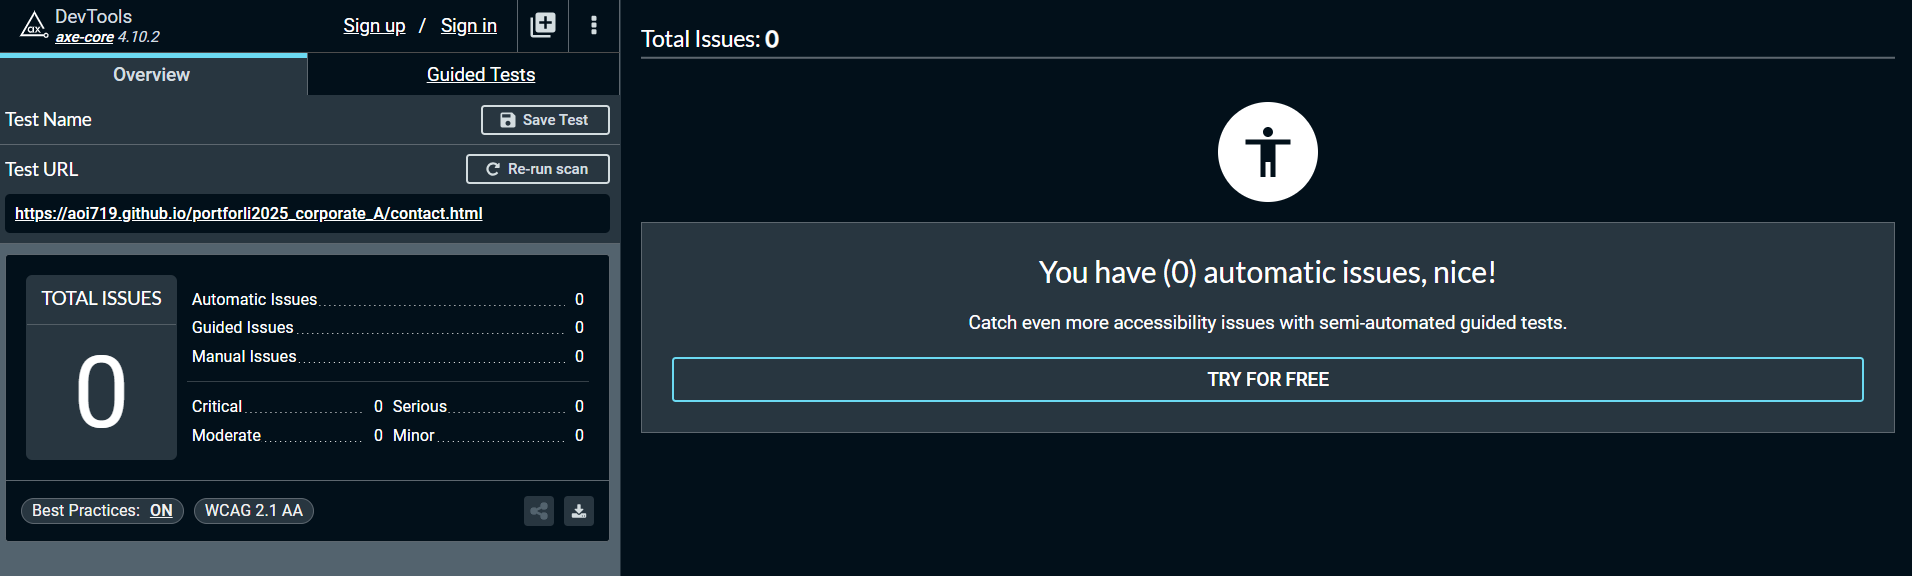 DevTools
axe-core 4.10.2
Sign up / Sign in
Overview
Guided Tests
Test Name
Save Test
Test URL
Re-run scan
https://aoi719.github.io/portforli2025_corporate_A/contact.html
TOTAL ISSUES
0
Automatic Issues 0
Guided Issues 0
Manual Issues 0
Critical 0 Serious 0
Moderate 0 Minor 0
Best Practices: ON
WCAG 2.1 AA
Total Issues: 0
You have (0) automatic issues, nice!
Catch even more accessibility issues with semi-automated guided tests.
TRY FOR FREE